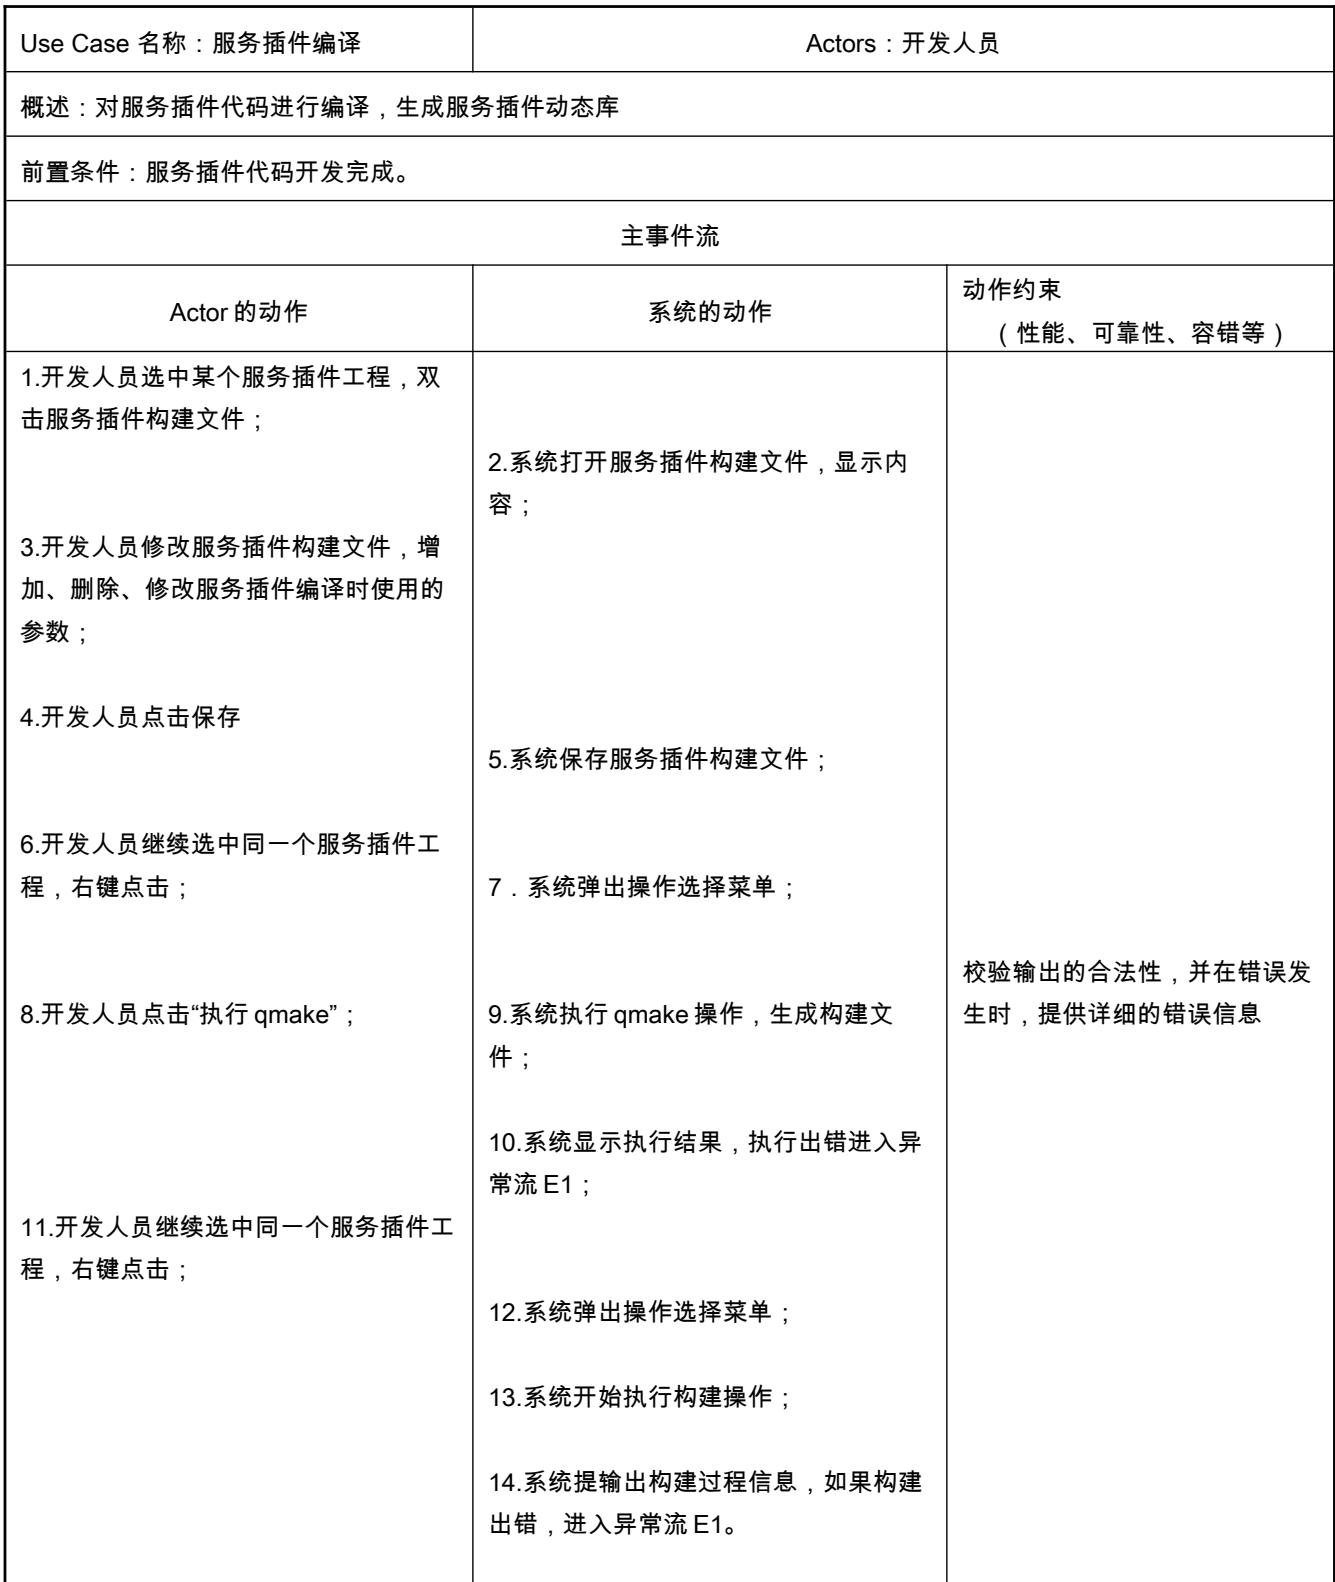 Use Case 名称：服务插件编译
Actors：开发人员
概述：对服务插件代码进行编译，生成服务插件动态库
前置条件：服务插件代码开发完成。
主事件流
Actor 的动作
系统的动作
动作约束
（性能、可靠性、容错等）
1.开发人员选中某个服务插件工程，双
击服务插件构建文件；
2.系统打开服务插件构建文件，显示内
容；
3.开发人员修改服务插件构建文件，增
加、删除、修改服务插件编译时使用的
参数；
4.开发人员点击保存
5.系统保存服务插件构建文件；
6.开发人员继续选中同一个服务插件工
程，右键点击；
7．系统弹出操作选择菜单；
8.开发人员点击“执行 qmake”；
9.系统执行 qmake 操作，生成构建文
件；
校验输出的合法性，并在错误发
生时，提供详细的错误信息
10.系统显示执行结果，执行出错进入异
常流 E1；
11.开发人员继续选中同一个服务插件工
程，右键点击；
12.系统弹出操作选择菜单；
13.系统开始执行构建操作；
14.系统提输出构建过程信息，如果构建
出错，进入异常流 E1。